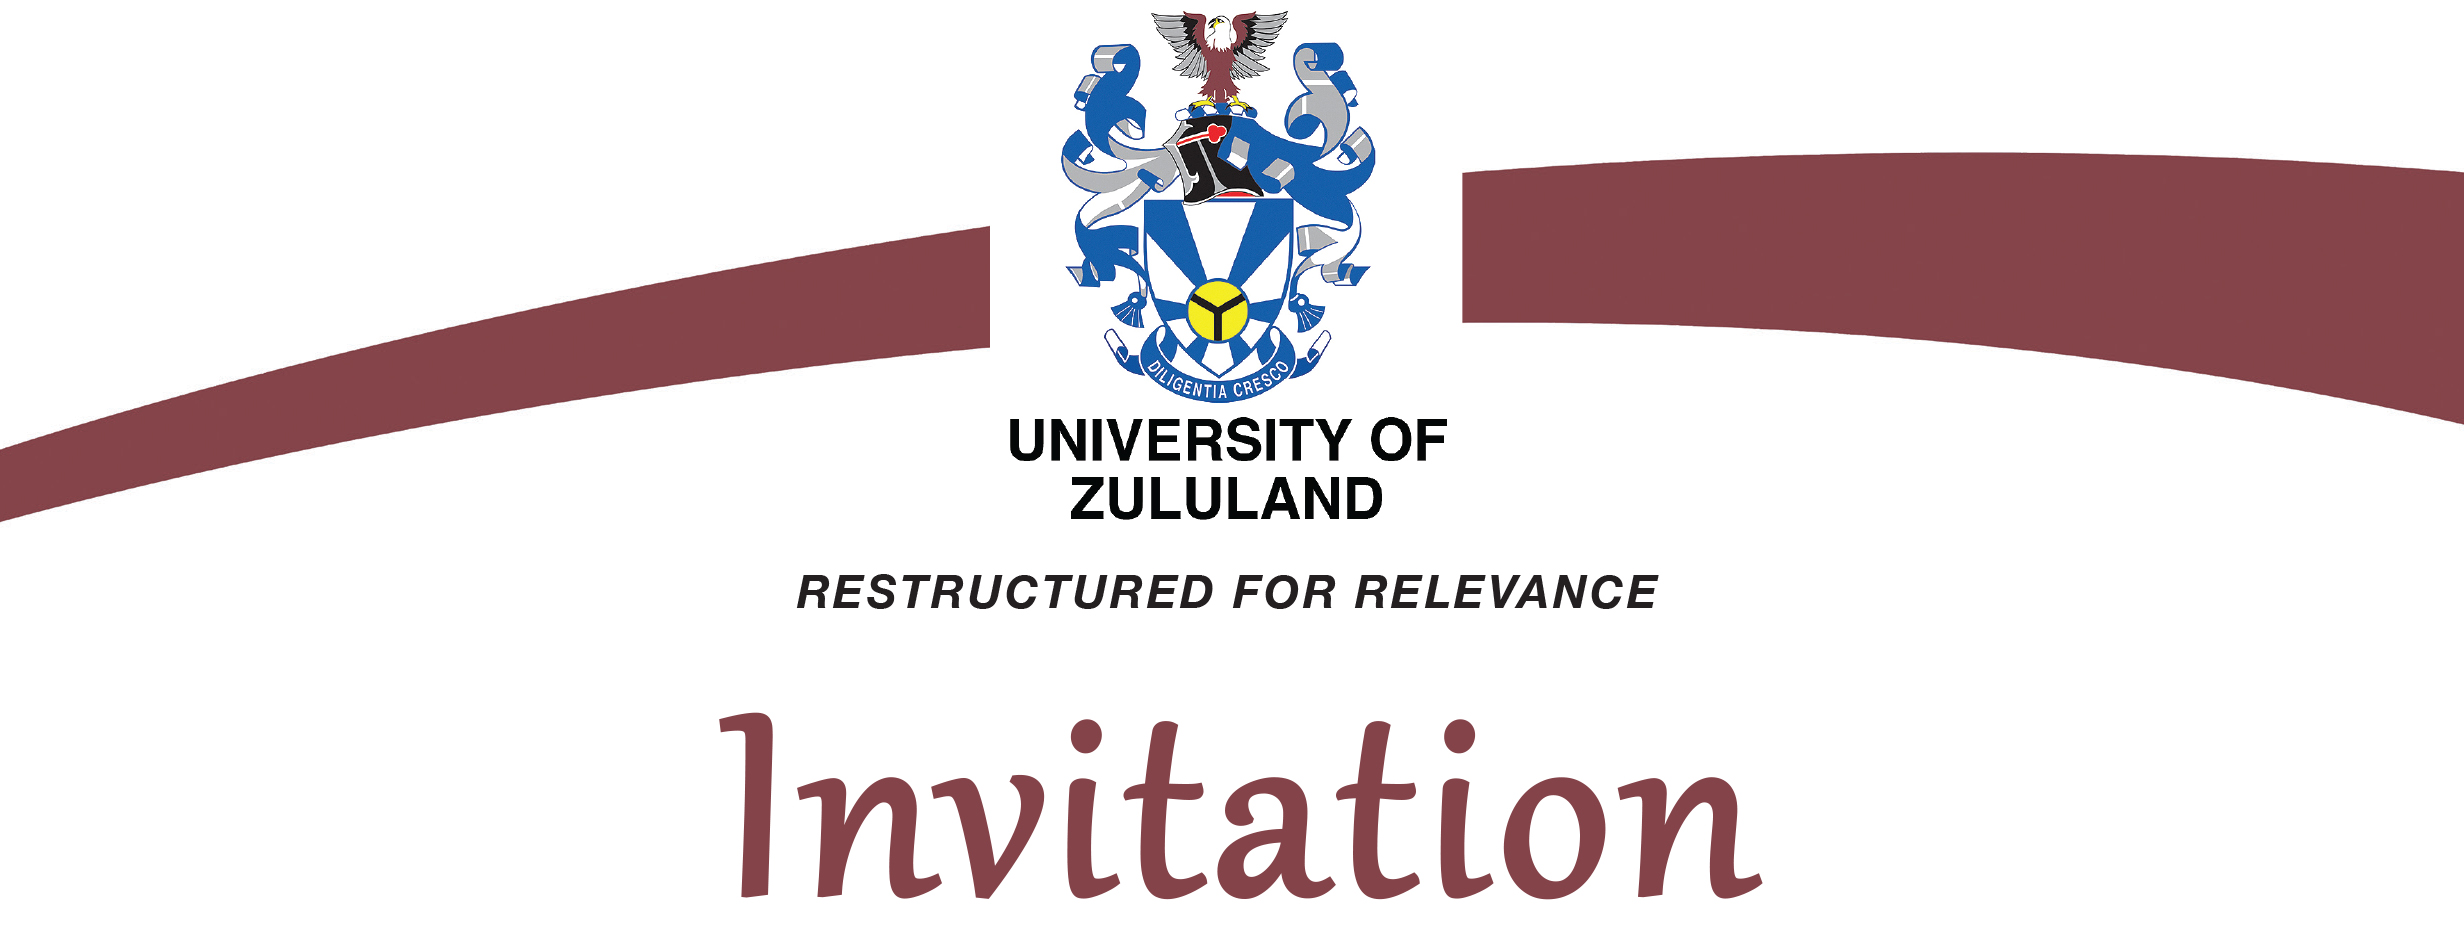 DILIGENTIA CRESCO
UNIVERSITY OF
ZULULAND
RESTRUCTURED FOR RELEVANCE
Invitation